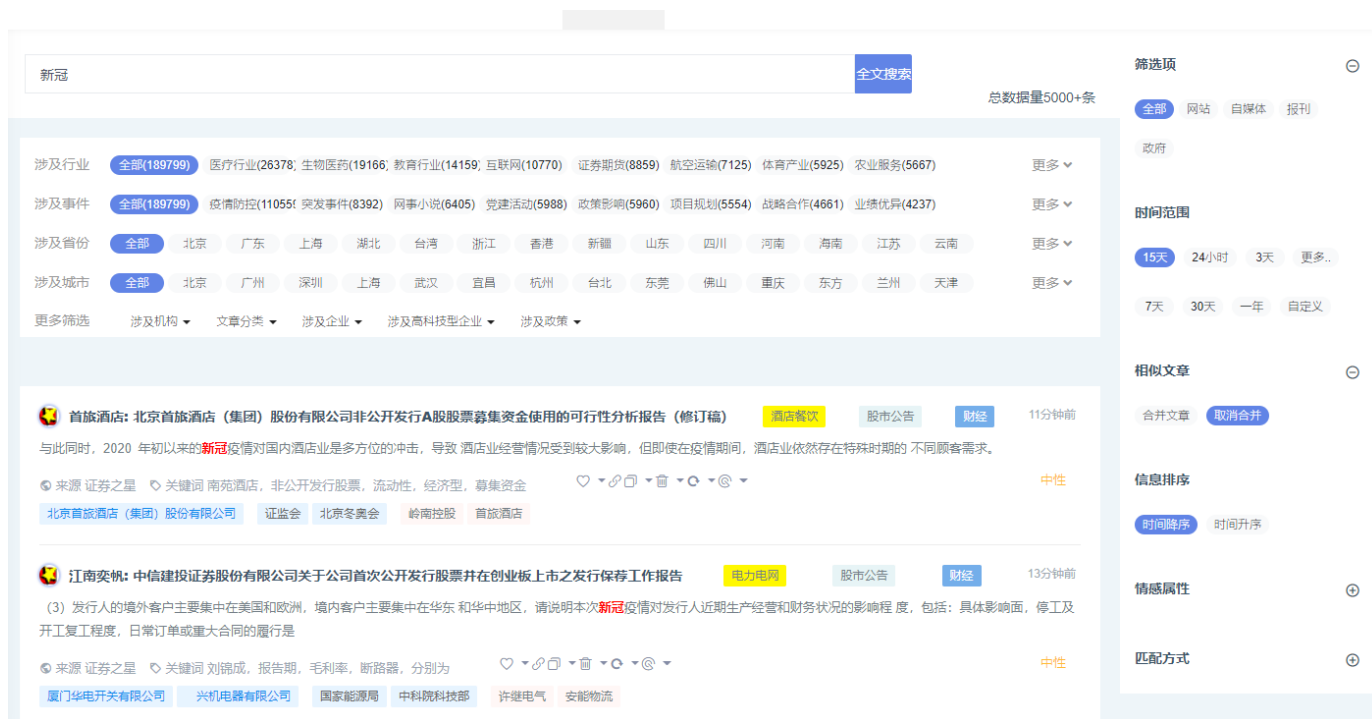 新冠
全文搜索
总数据量5000+条
涉及行业 全部(189799) 医疗行业(26378) 生物医药(19166) 教育行业(14159) 互联网(10770) 证券期货(8859) 航空运输(7125) 体育产业(5925) 农业服务(5667) 更多
涉及事件 全部(189799) 疫情防控(11055 突发事件(8392) 网事小说(6405) 党建活动(5988) 政策影响(5960) 项目规划(5554) 战略合作(4661) 业绩优异(4237) 更多
涉及省份 全部 北京 广东 上海 湖北 台湾 浙江 香港 新疆 山东 四川 河南 海南 江苏 云南 更多
涉及城市 全部 北京 广州 深圳 上海 武汉 宜昌 杭州 台北 东莞 佛山 重庆 东方 兰州 天津 更多
更多筛选 涉及机构 文章分类 涉及企业 涉及高科技型企业 涉及政策
首旅酒店: 北京首旅酒店（集团）股份有限公司非公开发行A股股票募集资金使用的可行性分析报告（修订稿） 酒店餐饮 股市公告 财经 11分钟前
与此同时，2020 年初以来的新冠疫情对国内酒店业是多方位的冲击，导致 酒店业经营情况受到较大影响，但即使在疫情期间，酒店业依然存在特殊时期的 不同顾客需求。
来源 证券之星 关键词 南苑酒店，非公开发行股票，流动性，经济型，募集资金 中性
北京首旅酒店（集团）股份有限公司 证监会 北京冬奥会 岭南控股 首旅酒店
江南奕帆: 中信建投证券股份有限公司关于公司首次公开发行股票并在创业板上市之发行保荐工作报告 电力电网 股市公告 财经 13分钟前
（3）发行人的境外客户主要集中在美国和欧洲，境内客户主要集中在华东 和华中地区，请说明本次新冠疫情对发行人近期生产经营和财务状况的影响程 度，包括：具体影响面，停工及
开工复工程度，日常订单或重大合同的履行是
来源 证券之星 关键词 刘锦成，报告期，毛利率，断路器，分别为 中性
厦门华电开关有限公司 兴机电器有限公司 国家能源局 中科院科技部 许继电气 安能物流
筛选项
全部 网站 自媒体 报刊
政府
时间范围
15天 24小时 3天 更多..
7天 30天 一年 自定义
相似文章
合并文章 取消合并
信息排序
时间降序 时间升序
情感属性
匹配方式